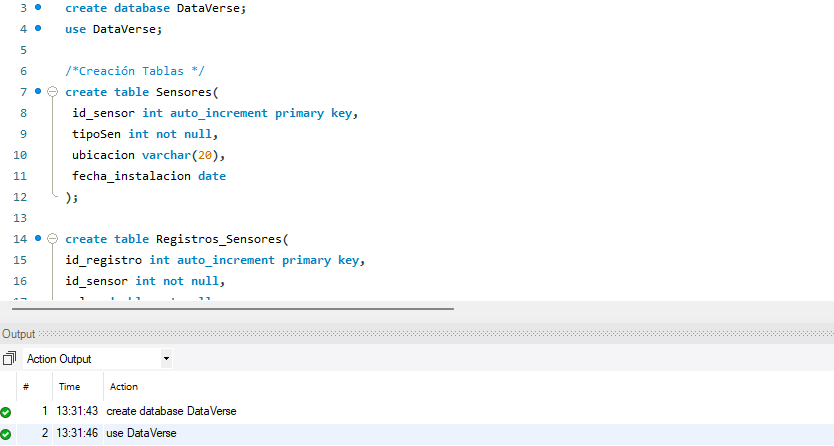 3 create database DataVerse;
4 use DataVerse;
5
6 /*Creación Tablas */
7 create table Sensores(
8 id_sensor int auto_increment primary key,
9 tipoSen int not null,
10 ubicacion varchar(20),
11 fecha_instalacion date
12 );
13
14 create table Registros_Sensores(
15 id_registro int auto_increment primary key,
16 id_sensor int not null,
Output
Action Output
# Time Action
1 13:31:43 create database DataVerse
2 13:31:46 use DataVerse